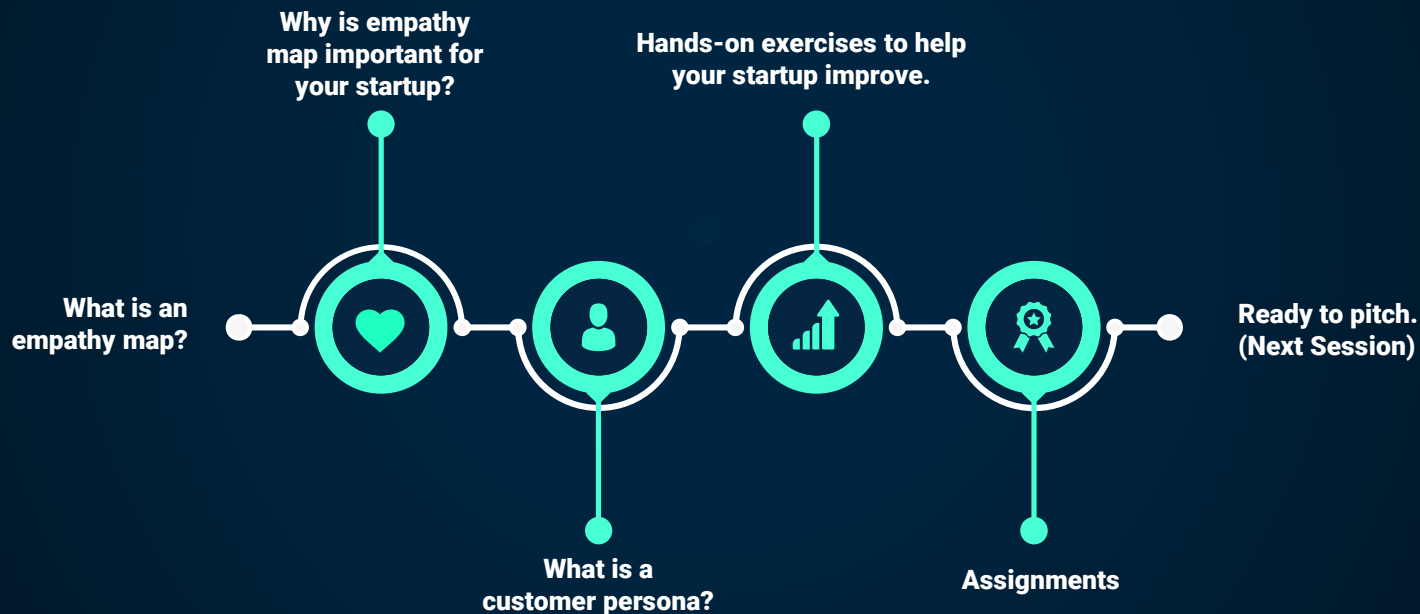 What is an
empathy map?
Why is empathy
map important for
your startup?
What is a
customer persona?
Hands-on exercises to help
your startup improve.
Assignments
Ready to pitch.
(Next Session)